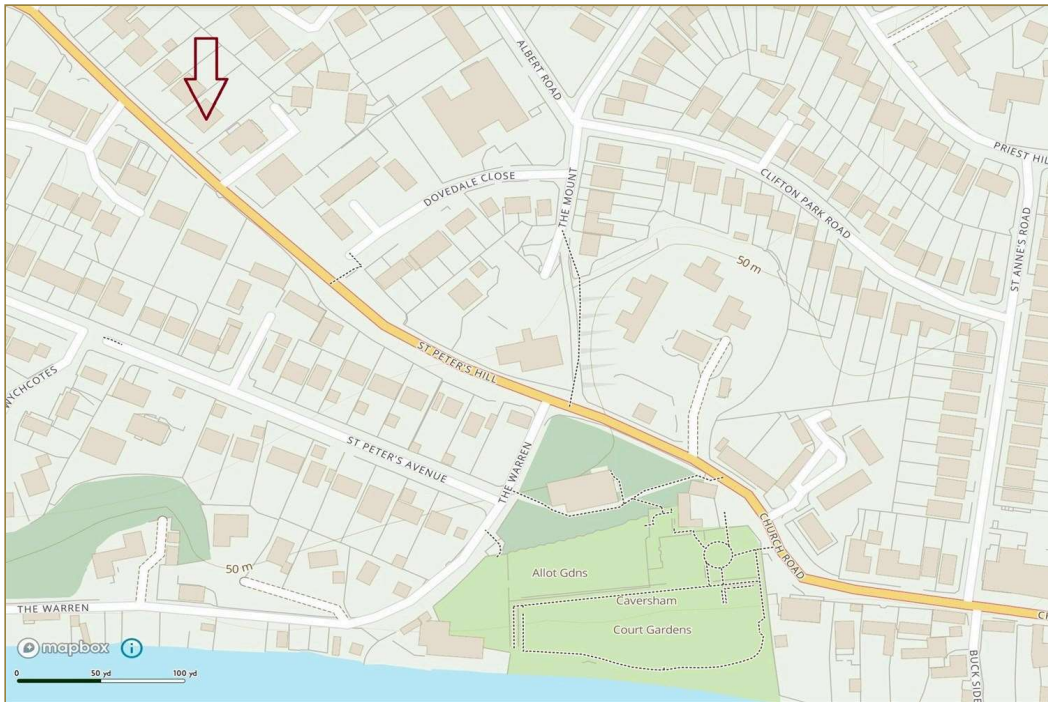 ALBERT ROAD
PRIEST HIL
DOVEDALE CLOSE
THE MOUNT
CLIFTON PARK ROAD
ST ANNE'S ROAD
50 m
ST PETER'S HILL
WYCHCOTES
ST PETER'S AVENUE
THE WARREN
CHURCH ROAD
50 m
Allot Gdns
Caversham
Court Gardens
THE WARREN
CH
BUCK SIDE
mapbox i
0 50 yd 100 yd